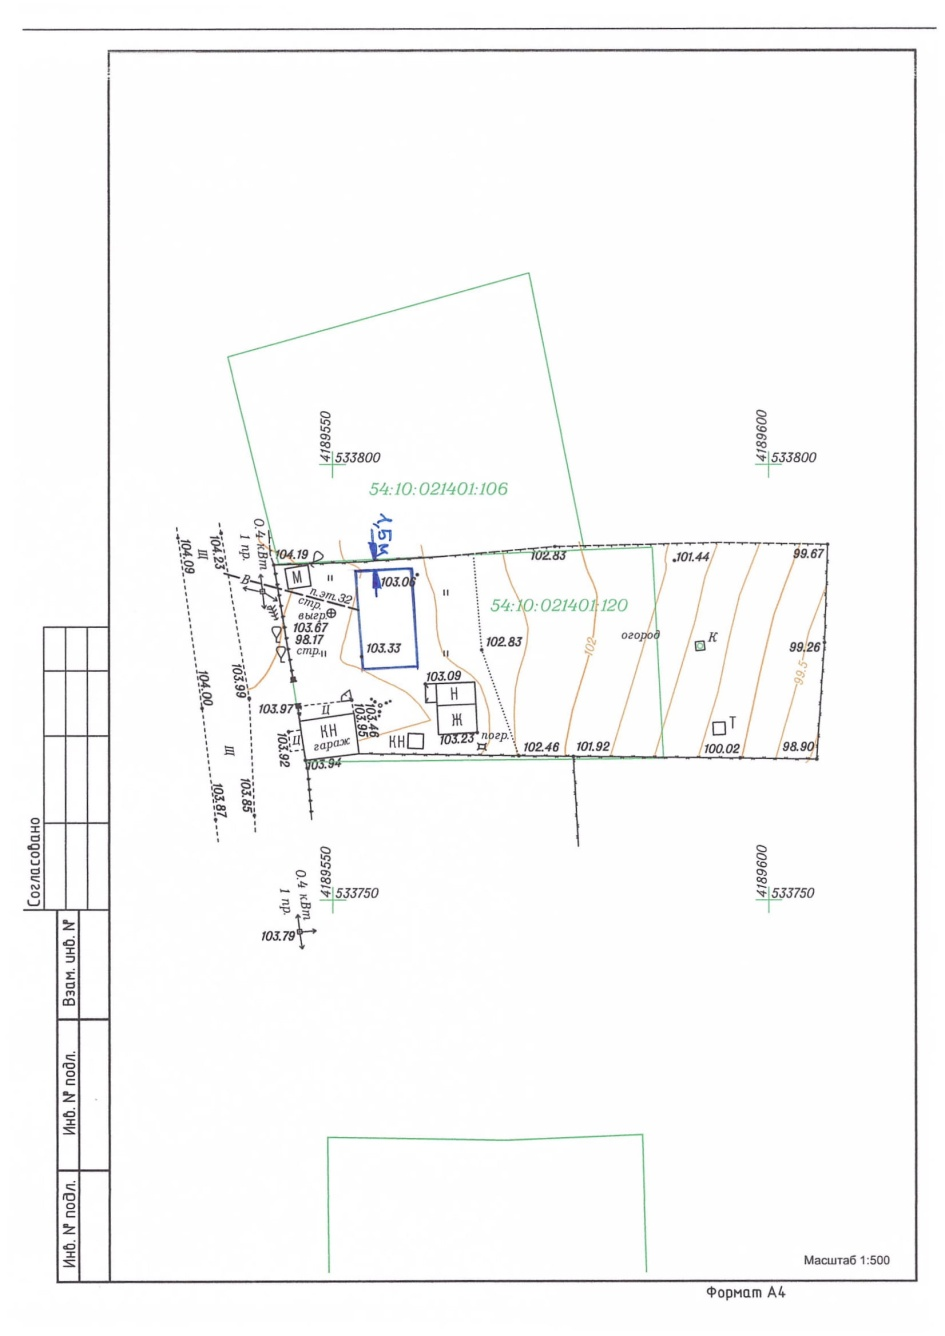 4189550
533800
4189600
533800
54:10:021401:106
1,5м
0.4 кВт
1 пр.
104.23
Ш
104.09
104.19
М
В
п.эт.32
стр.
выгр.
103.67
98.17
стр.
103.06
103.33
102.83
101.44
99.67
54:10:021401:120
102.83
огород
К
102
99.26
99.5
104.00
103.99
Ш
103.97
Ц
КН
гараж
Ц
103.92
103.94
103.95
103.46
103.09
Н
Ж
КН
103.23
погр.
102.46
101.92
Т
100.02
98.90
103.87
103.85
4189550
533750
4189600
533750
0.4 кВт
1 пр.
103.79
Согласовано
Взам. инв. №
Инв. № подл.
Инв. № подл.
Масштаб 1:500
Формат А4